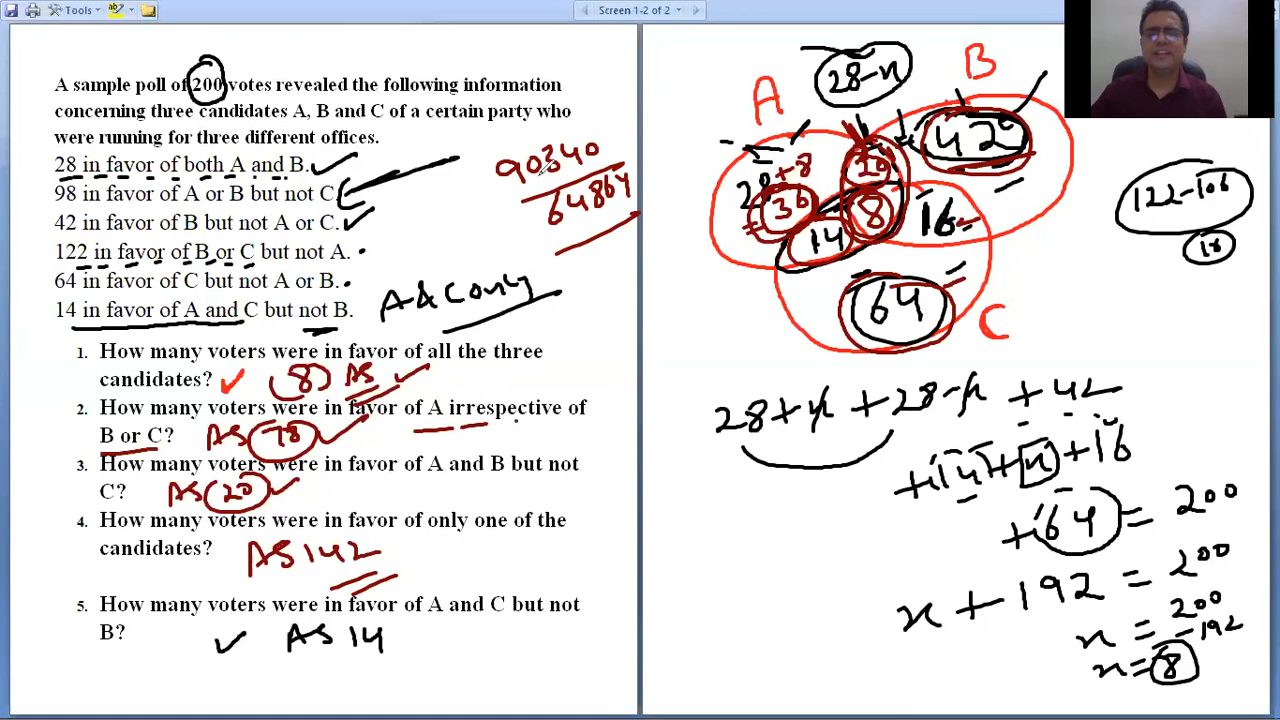 Tools
Screen 1-2 of 2
A sample poll of 200 votes revealed the following information
concerning three candidates A, B and C of a certain party who
were running for three different offices.
28 in favor of both A and B.
98 in favor of A or B but not C.
42 in favor of B but not A or C.
122 in favor of B or C but not A.
64 in favor of C but not A or B.
14 in favor of A and C but not B.
A & C only
90340
64864
1. How many voters were in favor of all the three
candidates?
8 AS
2. How many voters were in favor of A irrespective of
B or C?
AS 78
3. How many voters were in favor of A and B but not
C?
AS 20
4. How many voters were in favor of only one of the
candidates?
AS 142
5. How many voters were in favor of A and C but not
B?
AS 14
28-x
A
B
C
+8
36
20
42
8
14
16
64
122-106
28+x+28-x+42
+14+x+16
+64=200
x+192=200
x=200
-192
x=8